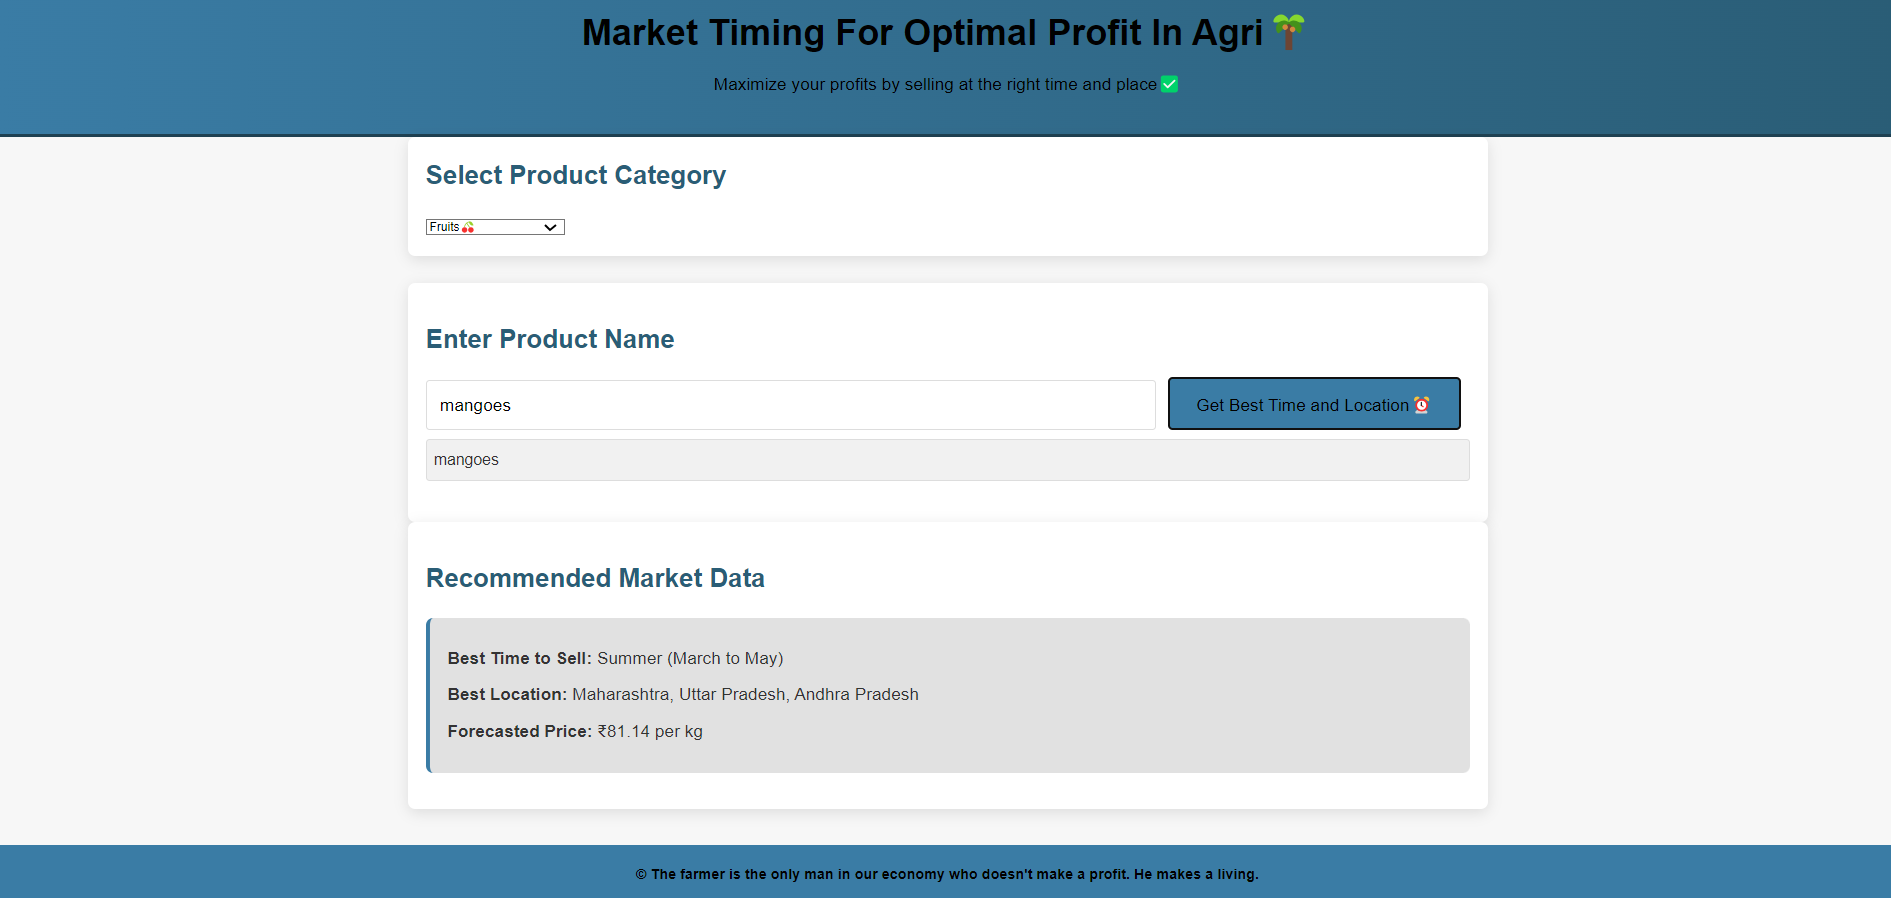 Market Timing For Optimal Profit In Agri🌴
Maximize your profits by selling at the right time and place✅
Select Product Category
Fruits🍒
Enter Product Name
mangoes
Get Best Time and Location⏰
mangoes
Recommended Market Data
Best Time to Sell: Summer (March to May)
Best Location: Maharashtra, Uttar Pradesh, Andhra Pradesh
Forecasted Price: ₹81.14 per kg
© The farmer is the only man in our economy who doesn't make a profit. He makes a living.